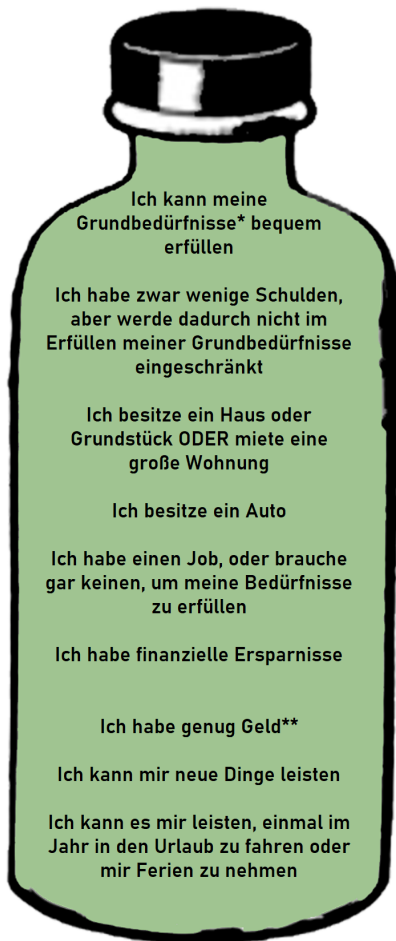 Ich kann meine
Grundbedürfnisse* bequem
erfüllen
Ich habe zwar wenige Schulden,
aber werde dadurch nicht im
Erfüllen meiner Grundbedürfnisse
eingeschränkt
Ich besitze ein Haus oder
Grundstück ODER miete eine
große Wohnung
Ich besitze ein Auto
Ich habe einen Job, oder brauche
gar keinen, um meine Bedürfnisse
zu erfüllen
Ich habe finanzielle Ersparnisse
Ich habe genug Geld**
Ich kann mir neue Dinge leisten
Ich kann es mir leisten, einmal im
Jahr in den Urlaub zu fahren oder
mir Ferien zu nehmen